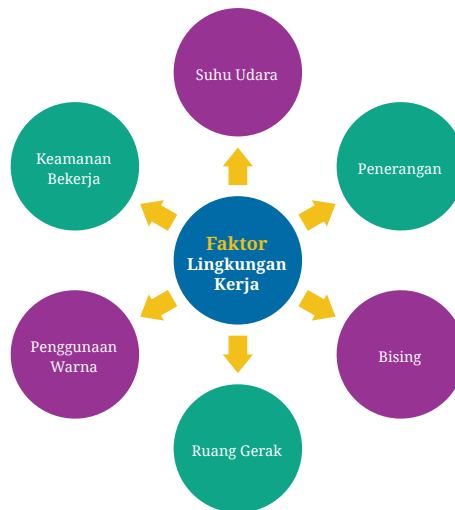 Suhu Udara
Keamanan
Bekerja
Penerangan
Faktor
Lingkungan
Kerja
Penggunaan
Warna
Bising
Ruang Gerak